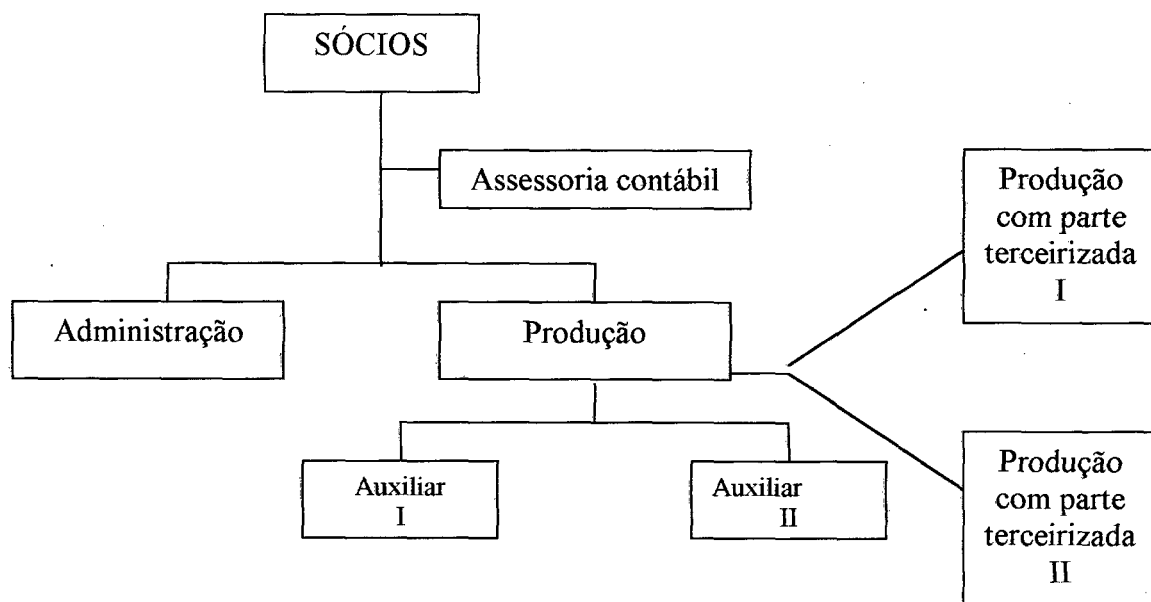 SÓCIOS
Assessoria contábil
Produção
com parte
terceirizada
I
Administração
Produção
Auxiliar
I
Auxiliar
II
Produção
com parte
terceirizada
II